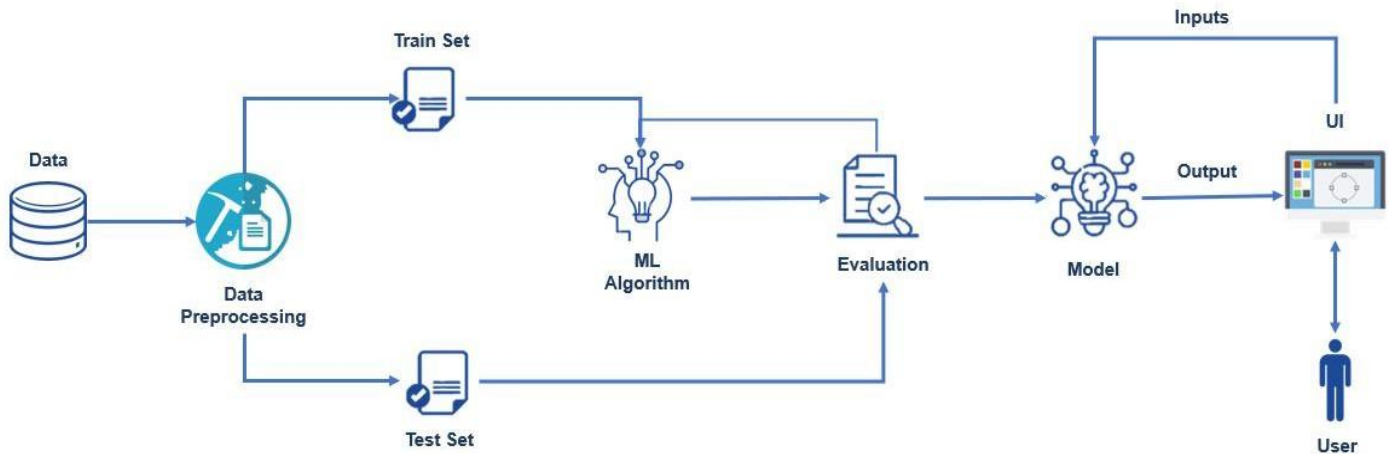 Data
Data
Preprocessing
Train Set
Test Set
ML
Algorithm
Evaluation
Model
Inputs
Output
UI
User